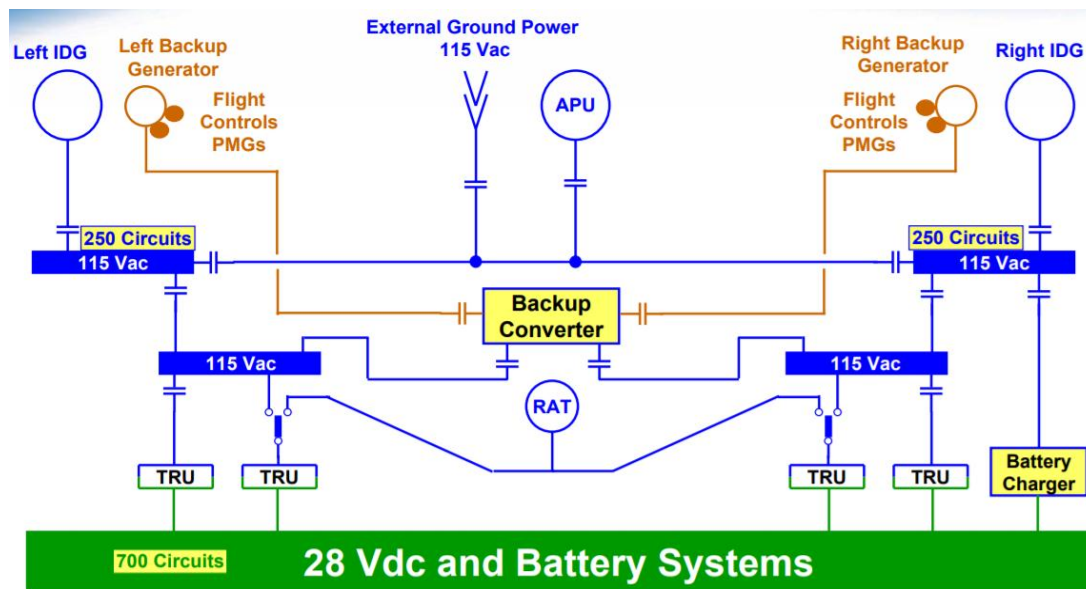 Left IDG
Left Backup
Generator
Flight
Controls
PMGs
External Ground Power
115 Vac
APU
Right Backup
Generator
Flight
Controls
PMGs
Right IDG
250 Circuits
115 Vac
250 Circuits
115 Vac
Backup
Converter
115 Vac
115 Vac
RAT
TRU
TRU
TRU
TRU
Battery
Charger
700 Circuits
28 Vdc and Battery Systems